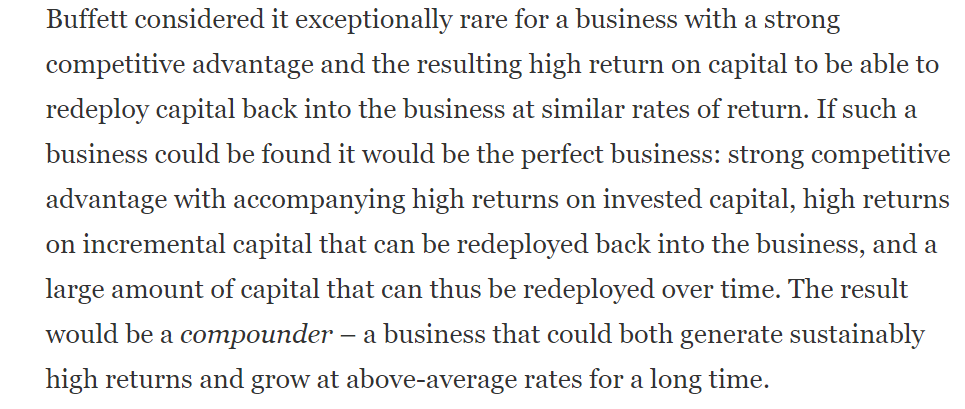 Buffett considered it exceptionally rare for a business with a strong
competitive advantage and the resulting high return on capital to be able to
redeploy capital back into the business at similar rates of return. If such a
business could be found it would be the perfect business: strong competitive
advantage with accompanying high returns on invested capital, high returns
on incremental capital that can be redeployed back into the business, and a
large amount of capital that can thus be redeployed over time. The result
would be a compounder – a business that could both generate sustainably
high returns and grow at above-average rates for a long time.